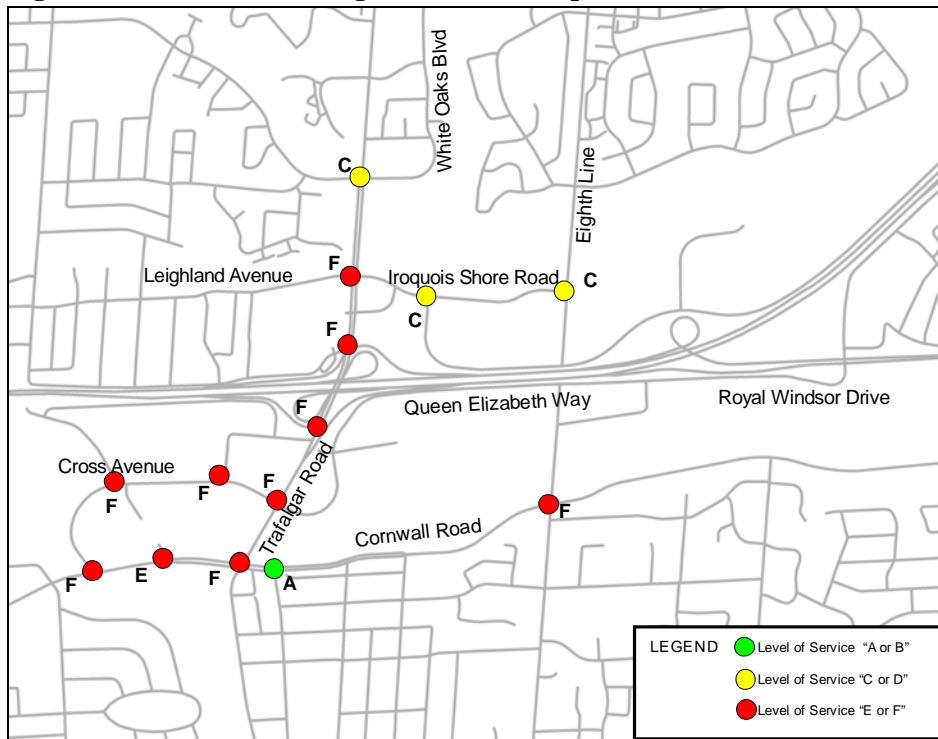 White Oaks Blvd
C
Eighth Line
Leighland Avenue
F
Iroquois Shore Road
C
C
F
Queen Elizabeth Way
Royal Windsor Drive
F
Cross Avenue
F
F
F
Trafalgar Road
F
Cornwall Road
F
E
F
A
LEGEND
Level of Service "A or B"
Level of Service "C or D"
Level of Service "E or F"